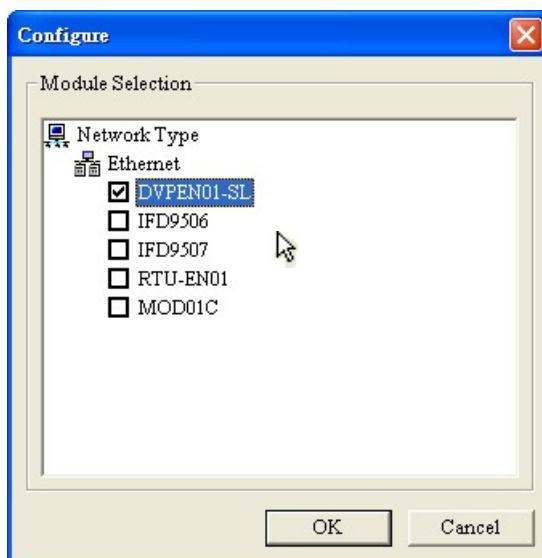 Configure
Module Selection
Network Type
Ethernet
DVPEN01-SL
IFD9506
IFD9507
RTU-EN01
MOD01C
OK
Cancel